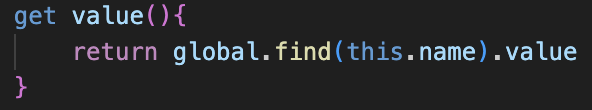 get value(){
    return global.find(this.name).value
}